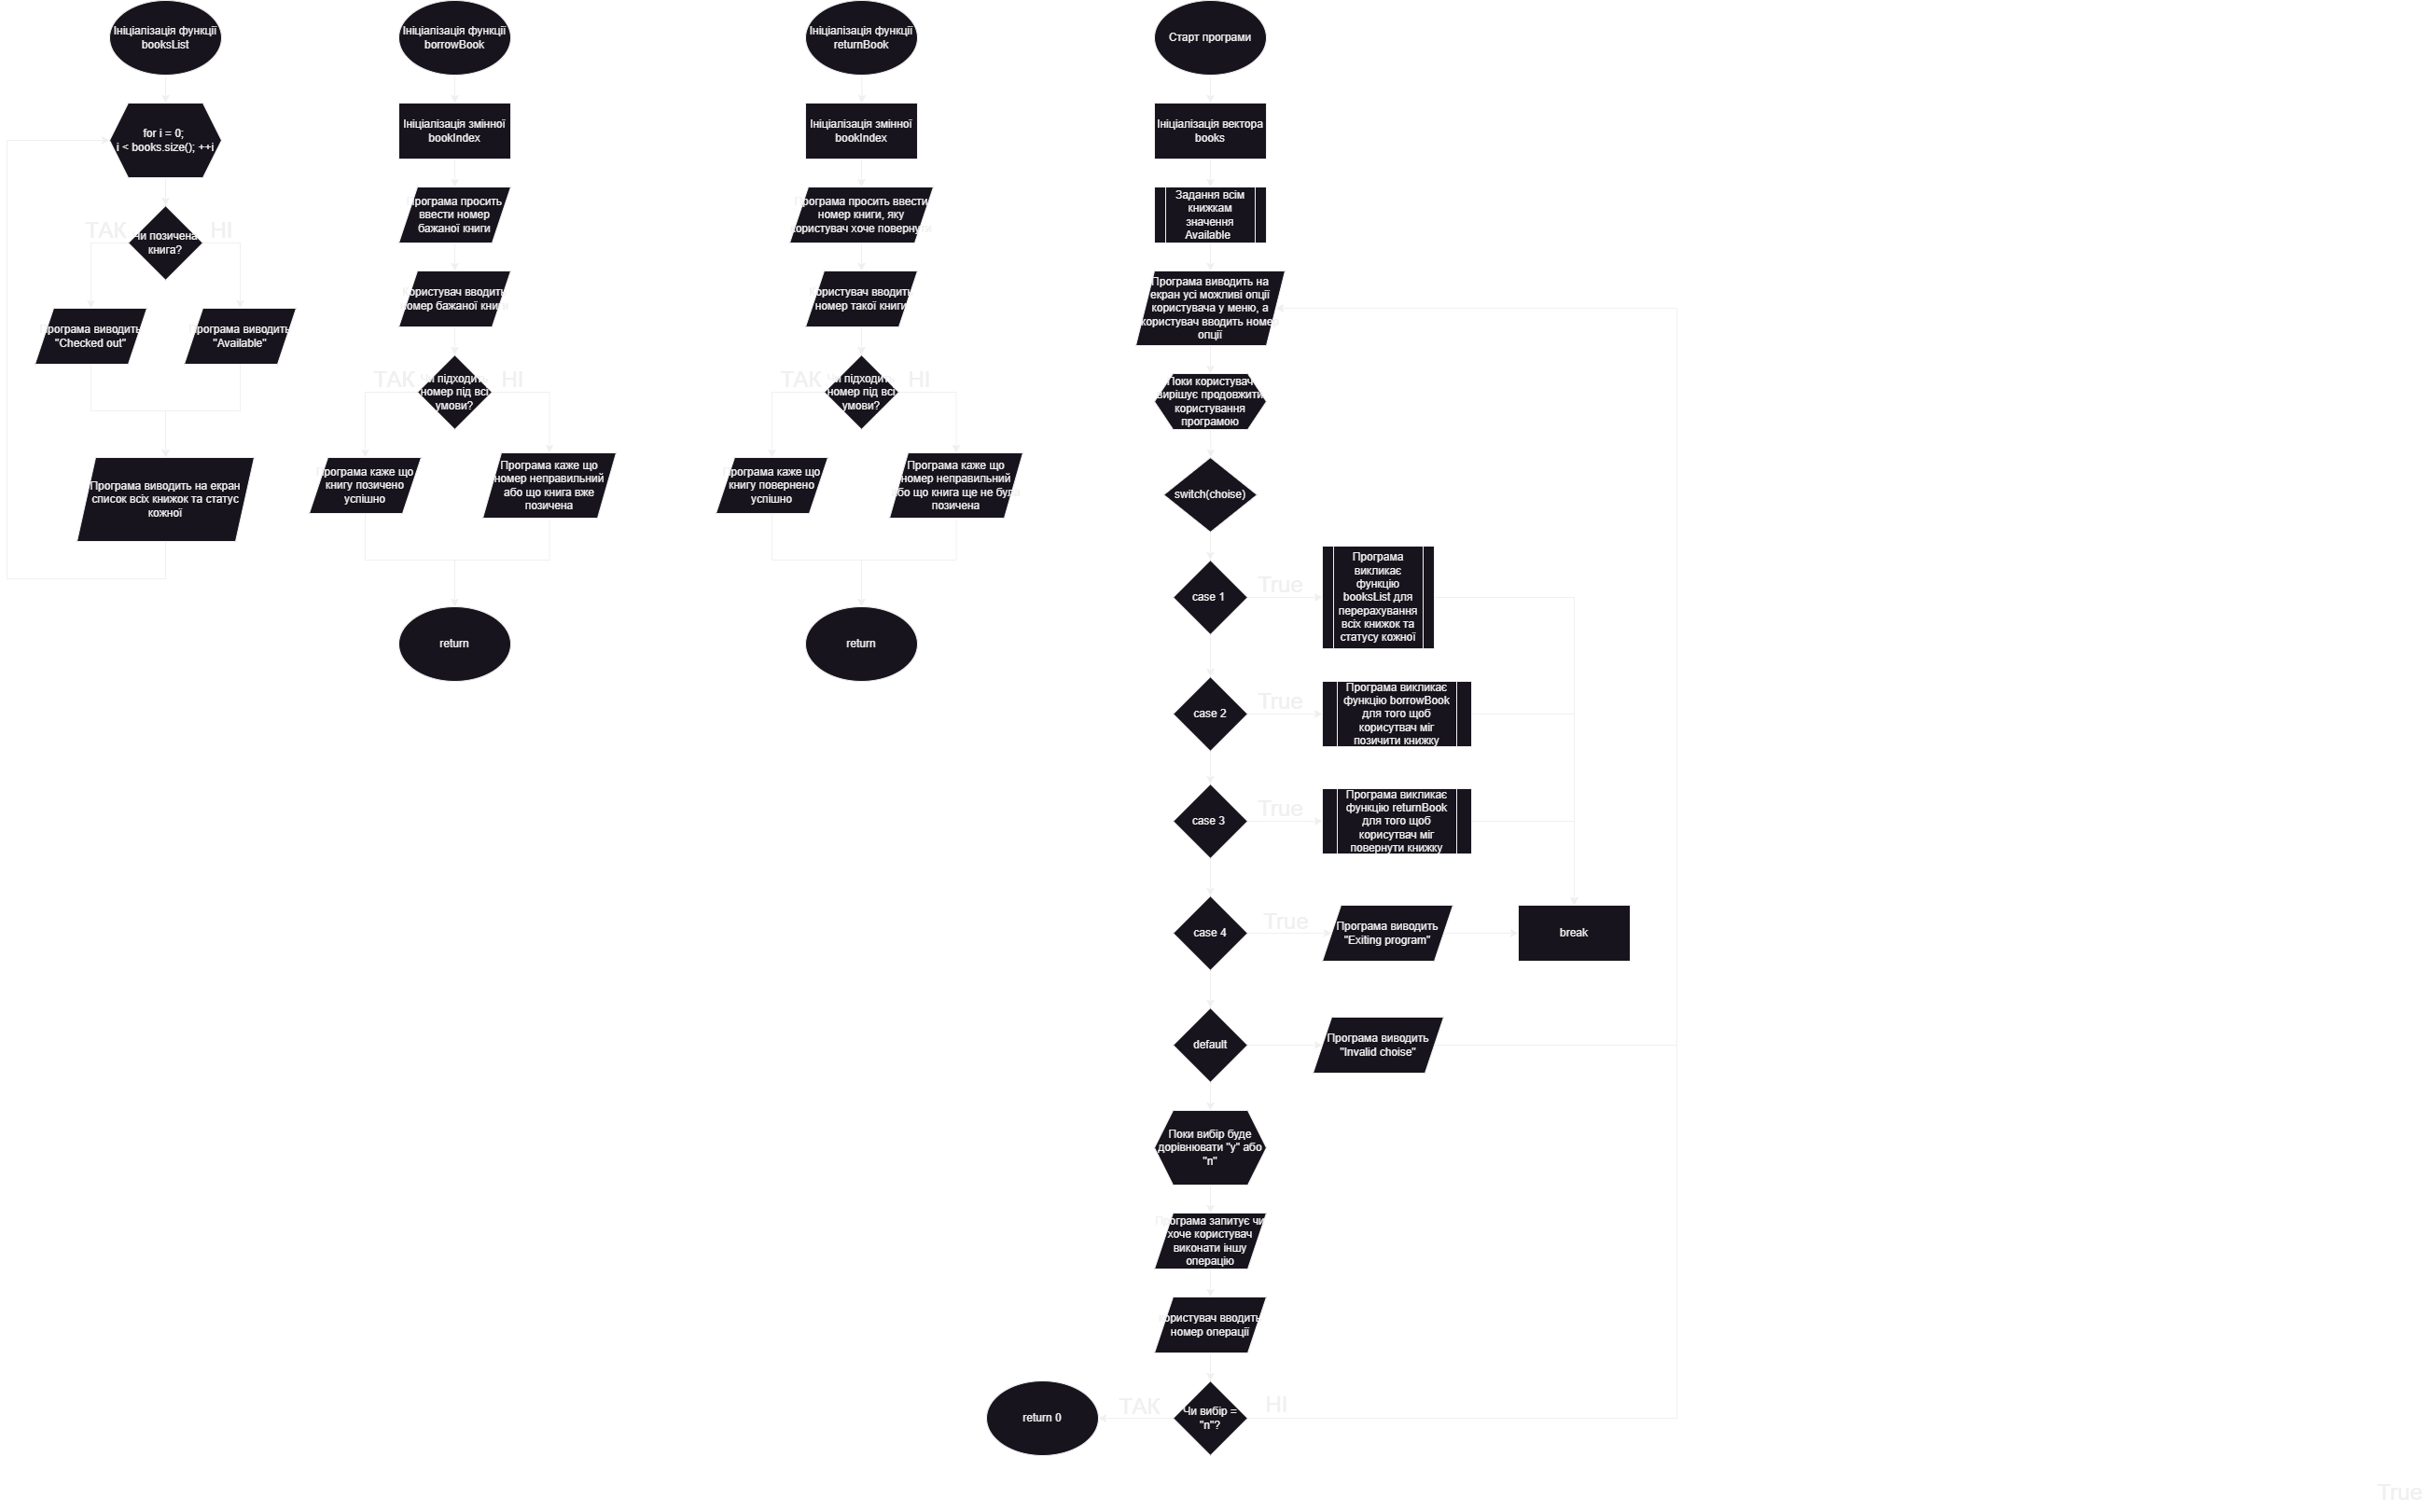 Ініціалізація функції
booksList
for i = 0;
i < books.size(); ++i
ТАК
НІ
Чи позичена
книга?
Програма виводить
"Checked out"
Програма виводить
"Available"
Програма виводить на екран
список всіх книжок та статус
кожної
Ініціалізація функції
borrowBook
Ініціалізація змінної
bookIndex
Програма просить
ввести номер
бажаної книги
Користувач вводить
номер бажаної книги
ТАК
НІ
Чи підходить
номер під всі
умови?
Програма каже що
книгу позичено
успішно
Програма каже що
номер неправильний
або що книга вже
позичена
return
Ініціалізація функції
returnBook
Ініціалізація змінної
bookIndex
Програма просить ввести
номер книги, яку
користувач хоче повернути
Користувач вводить
номер такої книги
ТАК
НІ
Чи підходить
номер під всі
умови?
Програма каже що
книгу повернено
успішно
Програма каже що
номер неправильний
або що книга ще не була
позичена
return
Старт програми
Ініціалізація вектора
books
Задання всім
книжкам
значення
Available
Програма виводить на
екран усі можливі опції
користувача у меню, а
користувач вводить номер
опції
Поки користувач
вирішує продовжити
користування
програмою
switch(choise)
case 1
True
Програма
викликає
функцію
booksList для
перерахування
всіх книжок та
статусу кожної
case 2
True
Програма викликає
функцію borrowBook
для того щоб
корисутвач міг
позичити книжку
case 3
True
Програма викликає
функцію returnBook
для того щоб
корисутвач міг
повернути книжку
case 4
True
Програма виводить
"Exiting program"
break
default
Програма виводить
"Invalid choise"
Поки вибір буде
дорівнювати "y" або
"n"
Програма запитує чи
хоче користувач
виконати іншу
операцію
Користувач вводить
номер операції
Чи вибір =
"n"?
ТАК
НІ
return 0
True